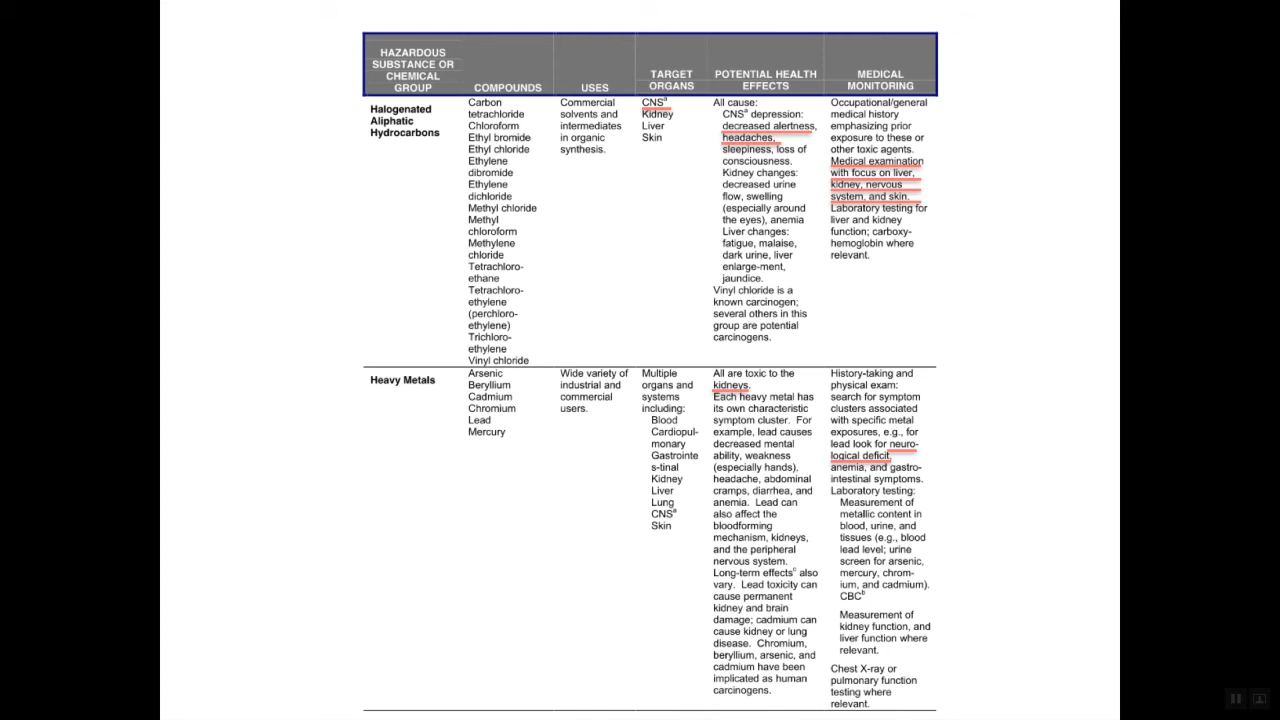 HAZARDOUS
SUBSTANCE OR
CHEMICAL
GROUP
COMPOUNDS
USES
TARGET
ORGANS
POTENTIAL HEALTH
EFFECTS
MEDICAL
MONITORING
Halogenated
Aliphatic
Hydrocarbons
Carbon
tetrachloride
Chloroform
Ethyl bromide
Ethyl chloride
Ethylene
dibromide
Ethylene
dichloride
Methyl chloride
Methyl
chloroform
Methylene
chloride
Tetrachloro-
ethane
Tetrachloro-
ethylene
(perchloro-
ethylene)
Trichloro-
ethylene
Vinyl chloride
Commercial
solvents and
intermediates
in organic
synthesis.
CNSa
Kidney
Liver
Skin
All cause:
CNSa depression:
decreased alertness,
headaches,
sleepiness, loss of
consciousness.
Kidney changes:
decreased urine
flow, swelling
(especially around
the eyes), anemia
Liver changes:
fatigue, malaise,
dark urine, liver
enlarge-ment,
jaundice.
Vinyl chloride is a
known carcinogen;
several others in this
group are potential
carcinogens.
Occupational/general
medical history
emphasizing prior
exposure to these or
other toxic agents.
Medical examination
with focus on liver,
kidney, nervous
system, and skin.
Laboratory testing for
liver and kidney
function; carboxy-
hemoglobin where
relevant.
Heavy Metals
Arsenic
Beryllium
Cadmium
Chromium
Lead
Mercury
Wide variety of
industrial and
commercial
users.
Multiple
organs and
systems
including:
Blood
Cardiopul-
monary
Gastrointe
s-tinal
Kidney
Liver
Lung
CNSa
Skin
All are toxic to the
kidneys.
Each heavy metal has
its own characteristic
symptom cluster. For
example, lead causes
decreased mental
ability, weakness
(especially hands),
headache, abdominal
cramps, diarrhea, and
anemia. Lead can
also affect the
bloodforming
mechanism, kidneys,
and the peripheral
nervous system.
Long-term effectsc also
vary. Lead toxicity can
cause permanent
kidney and brain
damage; cadmium can
cause kidney or lung
disease. Chromium,
beryllium, arsenic, and
cadmium have been
implicated as human
carcinogens.
History-taking and
physical exam:
search for symptom
clusters associated
with specific metal
exposures, e.g., for
lead look for neuro-
logical deficit,
anemia, and gastro-
intestinal symptoms.
Laboratory testing:
Measurement of
metallic content in
blood, urine, and
tissues (e.g., blood
lead level; urine
screen for arsenic,
mercury, chrom-
ium, and cadmium).
CBCb
Measurement of
kidney function, and
liver function where
relevant.
Chest X-ray or
pulmonary function
testing where
relevant.